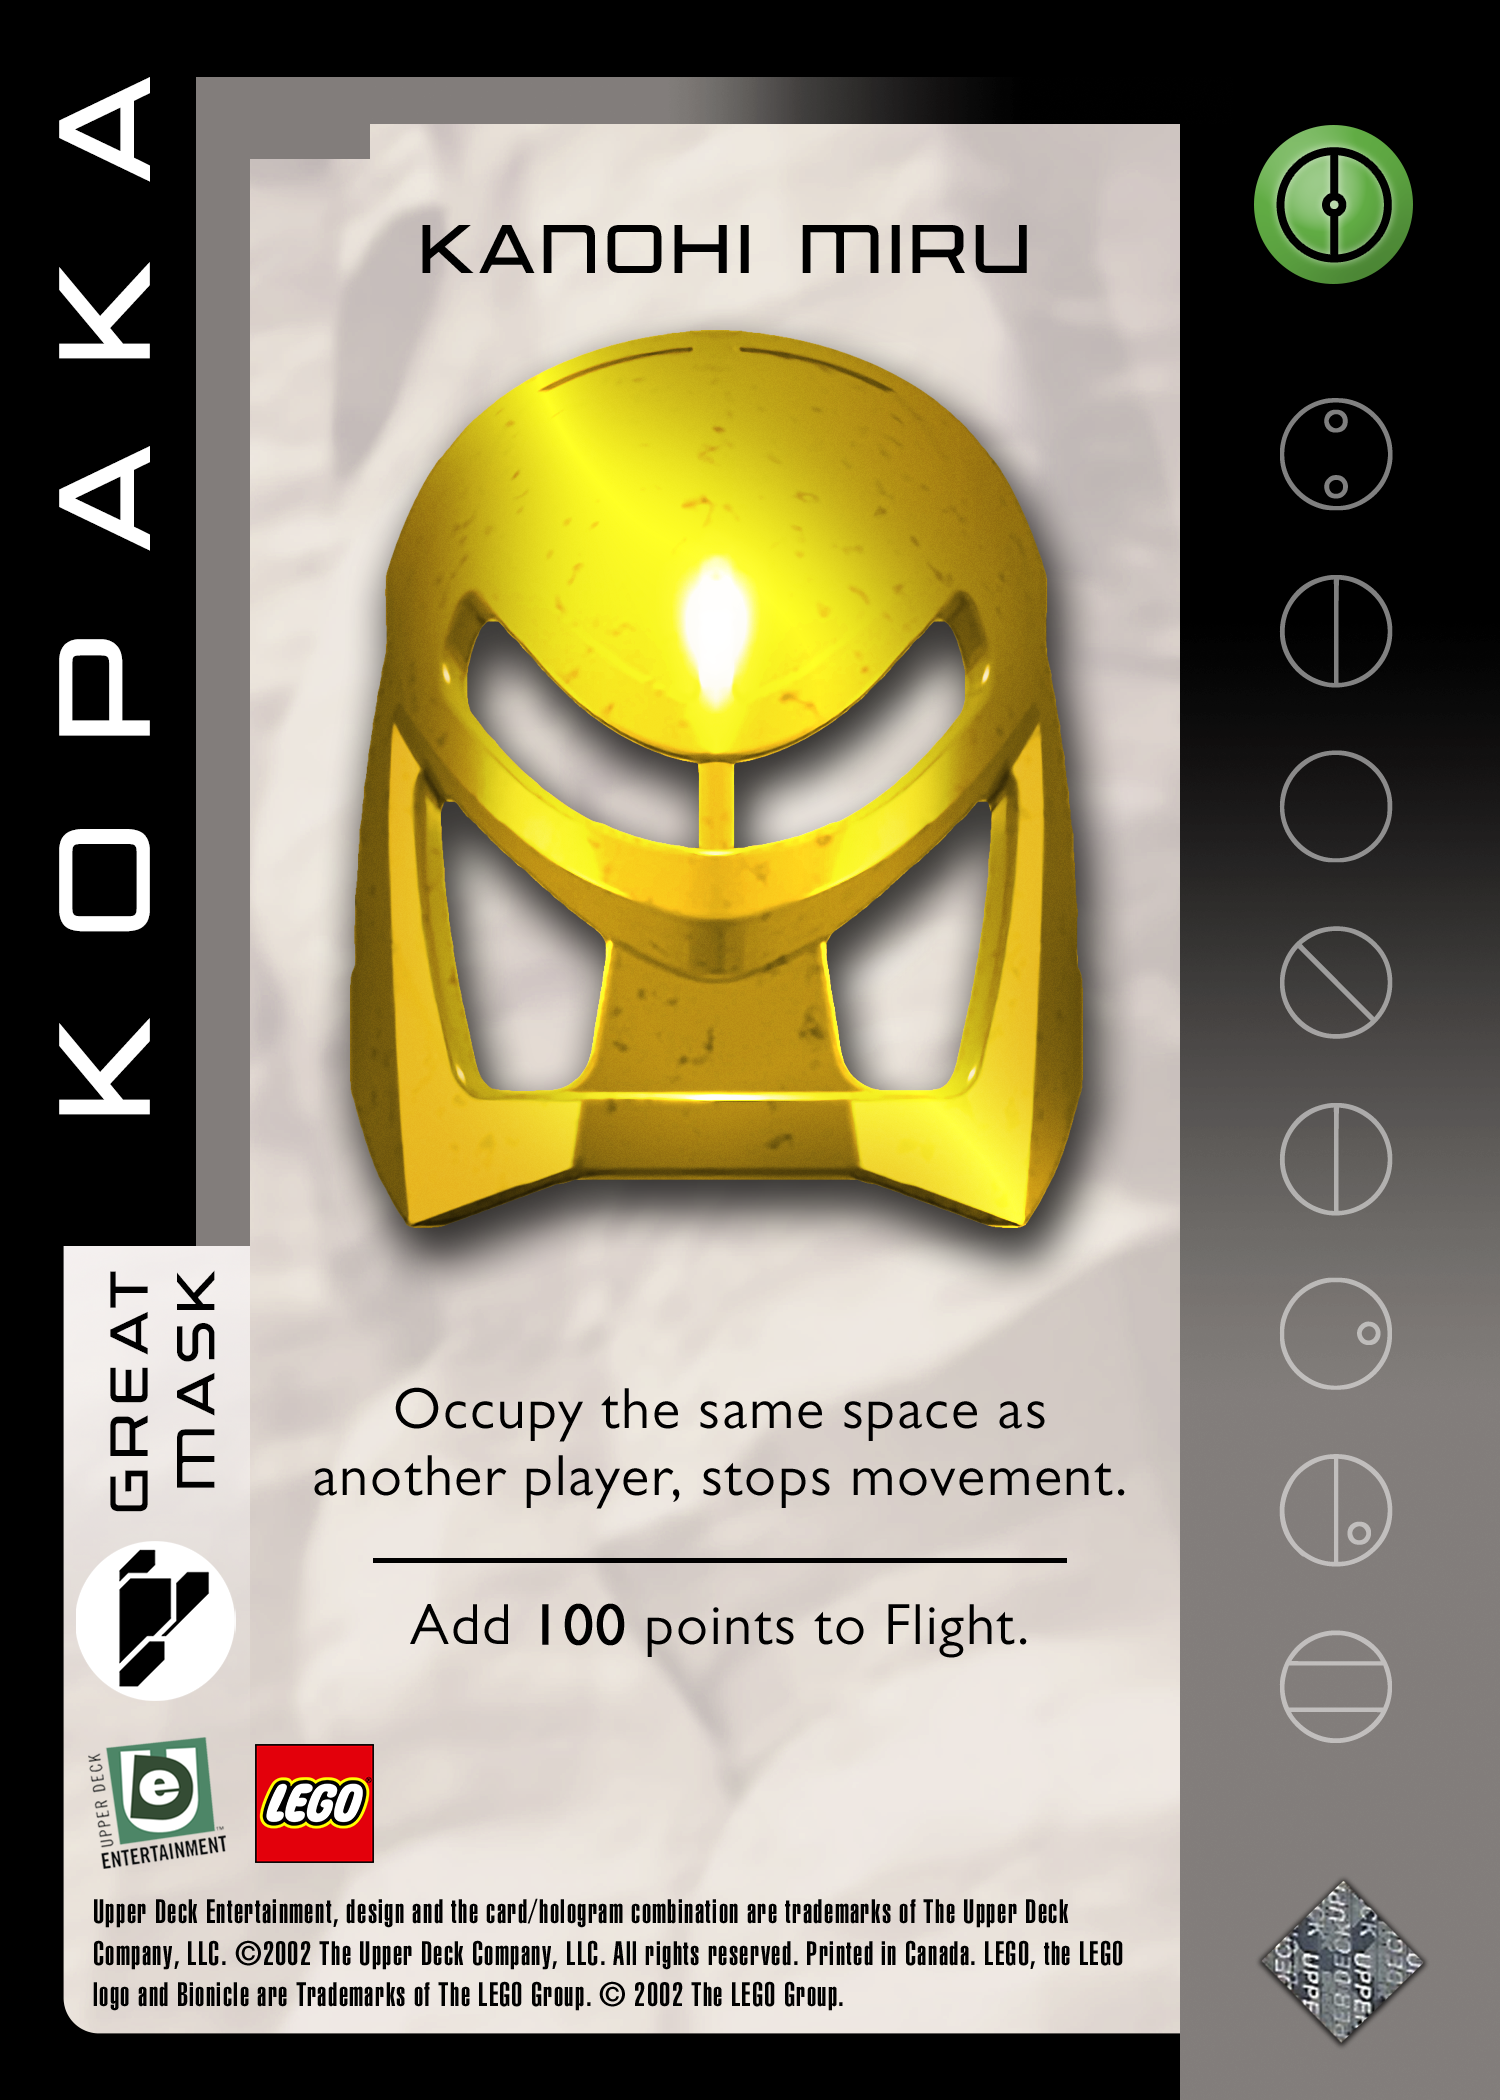 KOPAKA
KANOHI MIRU
GREAT
MASK
Occupy the same space as
another player, stops movement.
Add 100 points to Flight.
UPPER DECK
ENTERTAINMENT
LEGO
Upper Deck Entertainment, design and the card/hologram combination are trademarks of The Upper Deck
Company, LLC. ©2002 The Upper Deck Company, LLC. All rights reserved. Printed in Canada. LEGO, the LEGO
logo and Bionicle are Trademarks of The LEGO Group. © 2002 The LEGO Group.